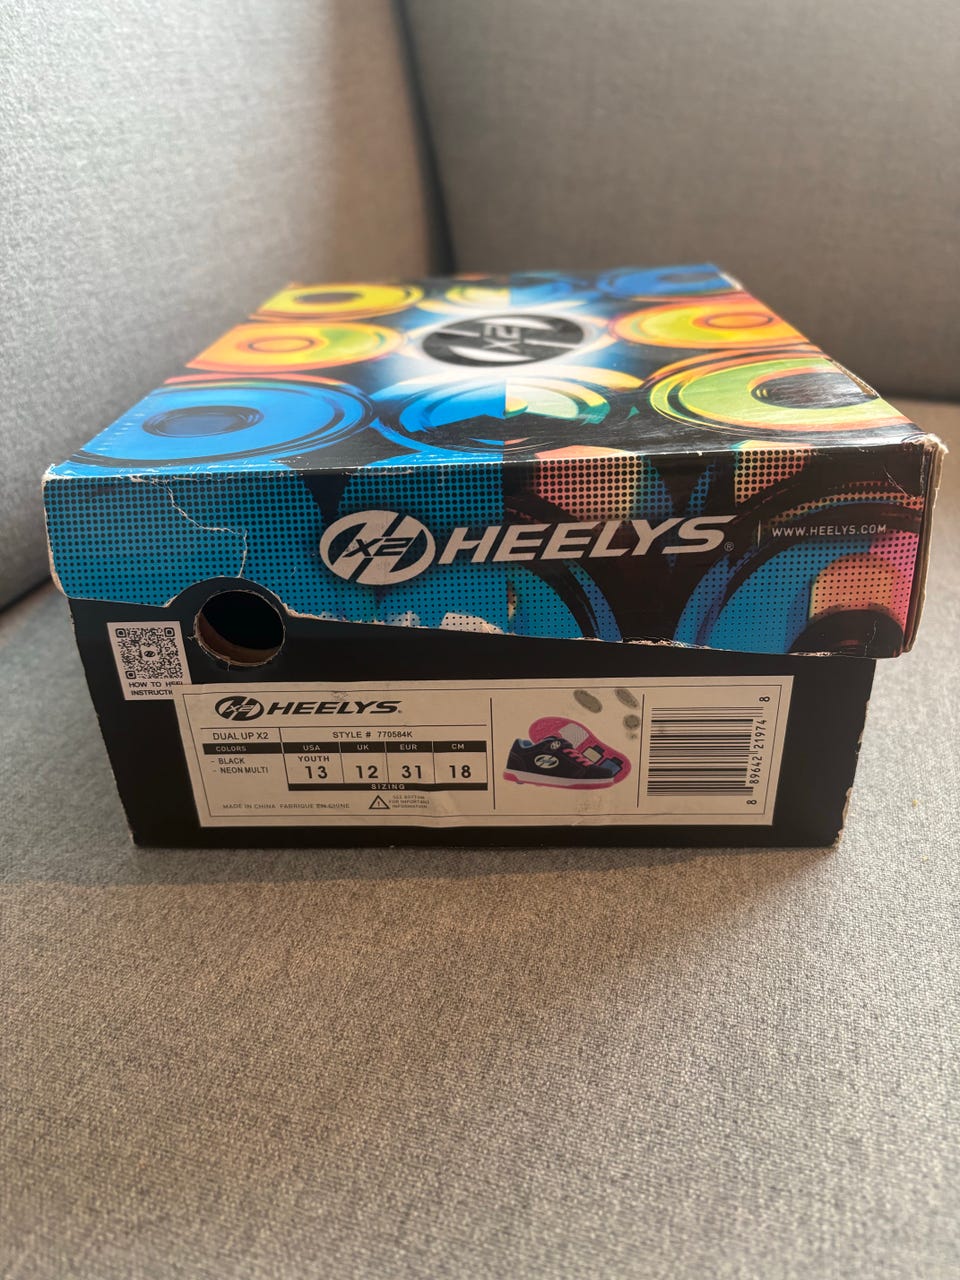 X2
X2 HEELYS® WWW.HEELYS.COM
HOW TO HEEL
INSTRUCTI
X2 HEELYS®
DUAL UP X2 STYLE # 770584K
COLORS USA UK EUR CM
- BLACK
- NEON MULTI
YOUTH
13 12 31 18
SIZING
MADE IN CHINA FABRIQUE EN CHINE
SEE BOTTOM
FOR IMPORTANT
INFORMATION
8 89642 21974 8